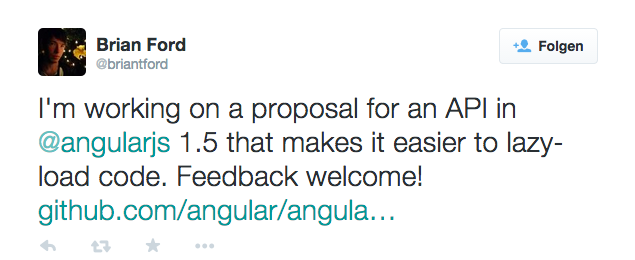 Brian Ford
@briantford
Folgen
I'm working on a proposal for an API in
@angularjs 1.5 that makes it easier to lazy-
load code. Feedback welcome!
github.com/angular/angula…